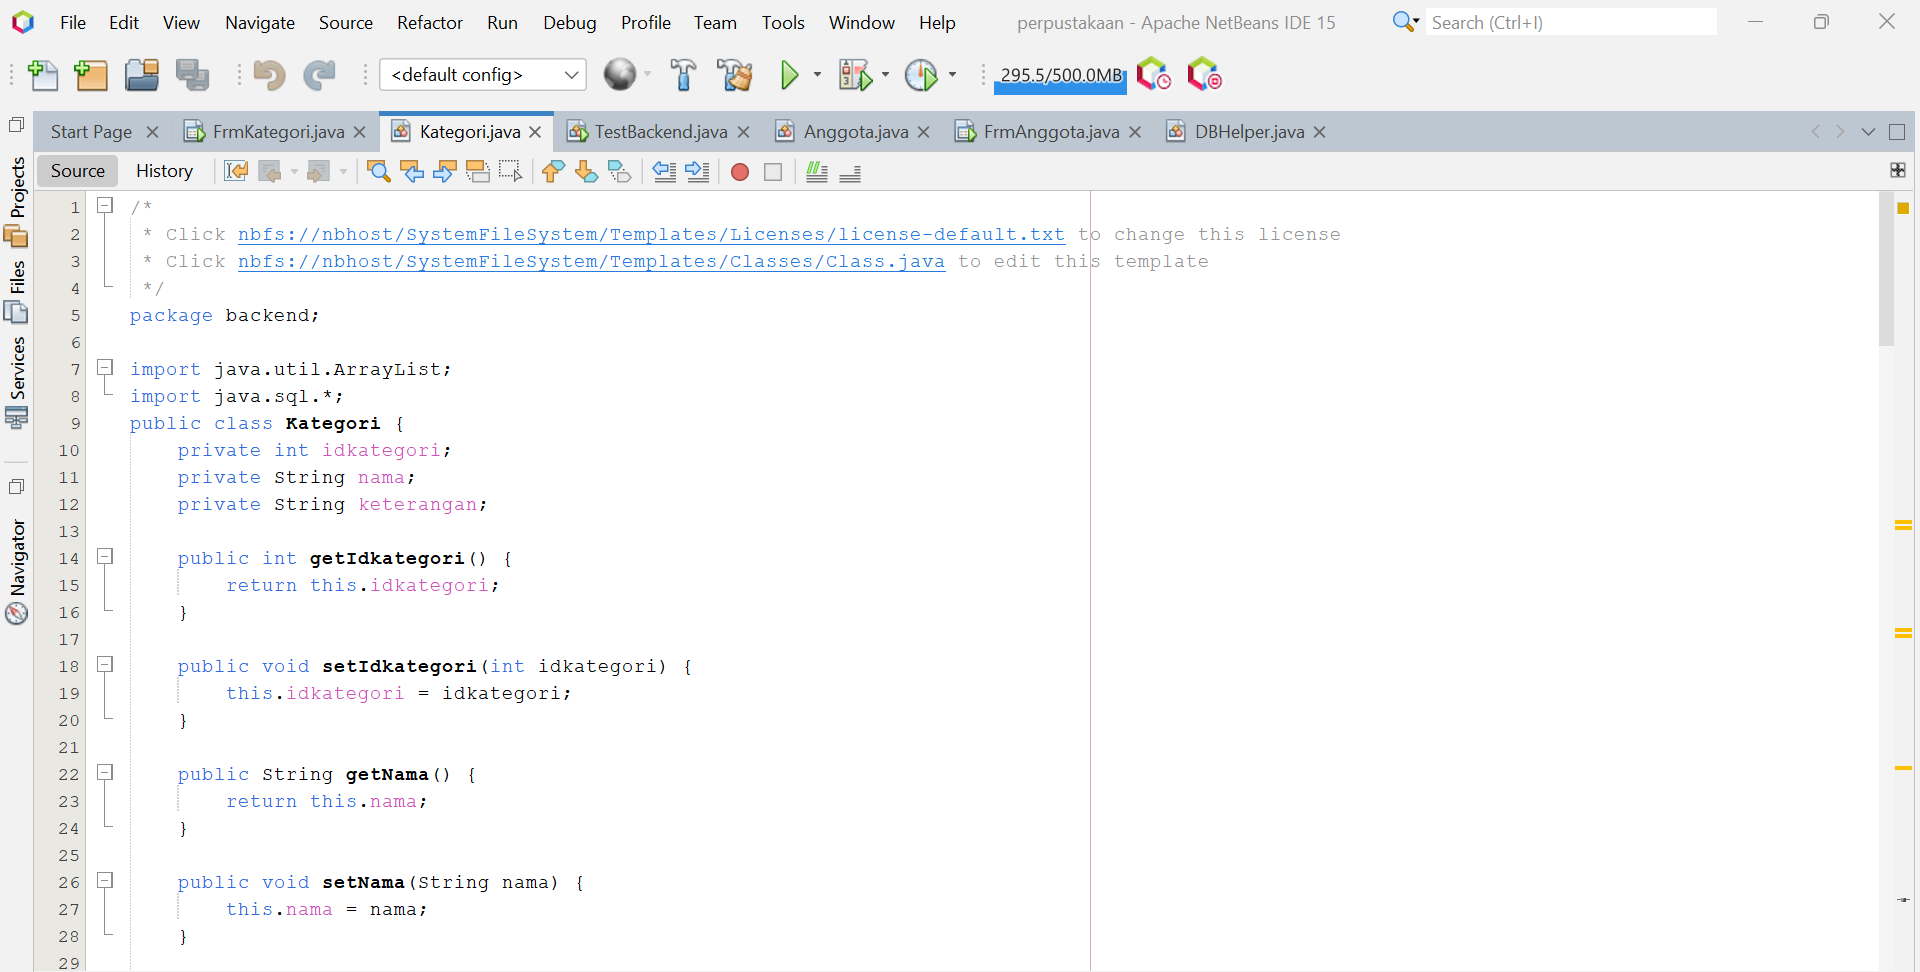 File Edit View Navigate Source Refactor Run Debug Profile Team Tools Window Help perpustakaan - Apache NetBeans IDE 15 Search (Ctrl+I)
<default config> 295.5/500.0MB
Start Page FrmKategori.java Kategori.java TestBackend.java Anggota.java FrmAnggota.java DBHelper.java
Source History
Projects
Files
Services
Navigator
1 /*
2 * Click nbfs://nbhost/SystemFileSystem/Templates/Licenses/license-default.txt to change this license
3 * Click nbfs://nbhost/SystemFileSystem/Templates/Classes/Class.java to edit this template
4 */
5 package backend;
6
7 import java.util.ArrayList;
8 import java.sql.*;
9 public class Kategori {
10 private int idkategori;
11 private String nama;
12 private String keterangan;
13
14 public int getIdkategori() {
15 return this.idkategori;
16 }
17
18 public void setIdkategori(int idkategori) {
19 this.idkategori = idkategori;
20 }
21
22 public String getNama() {
23 return this.nama;
24 }
25
26 public void setNama(String nama) {
27 this.nama = nama;
28 }
29